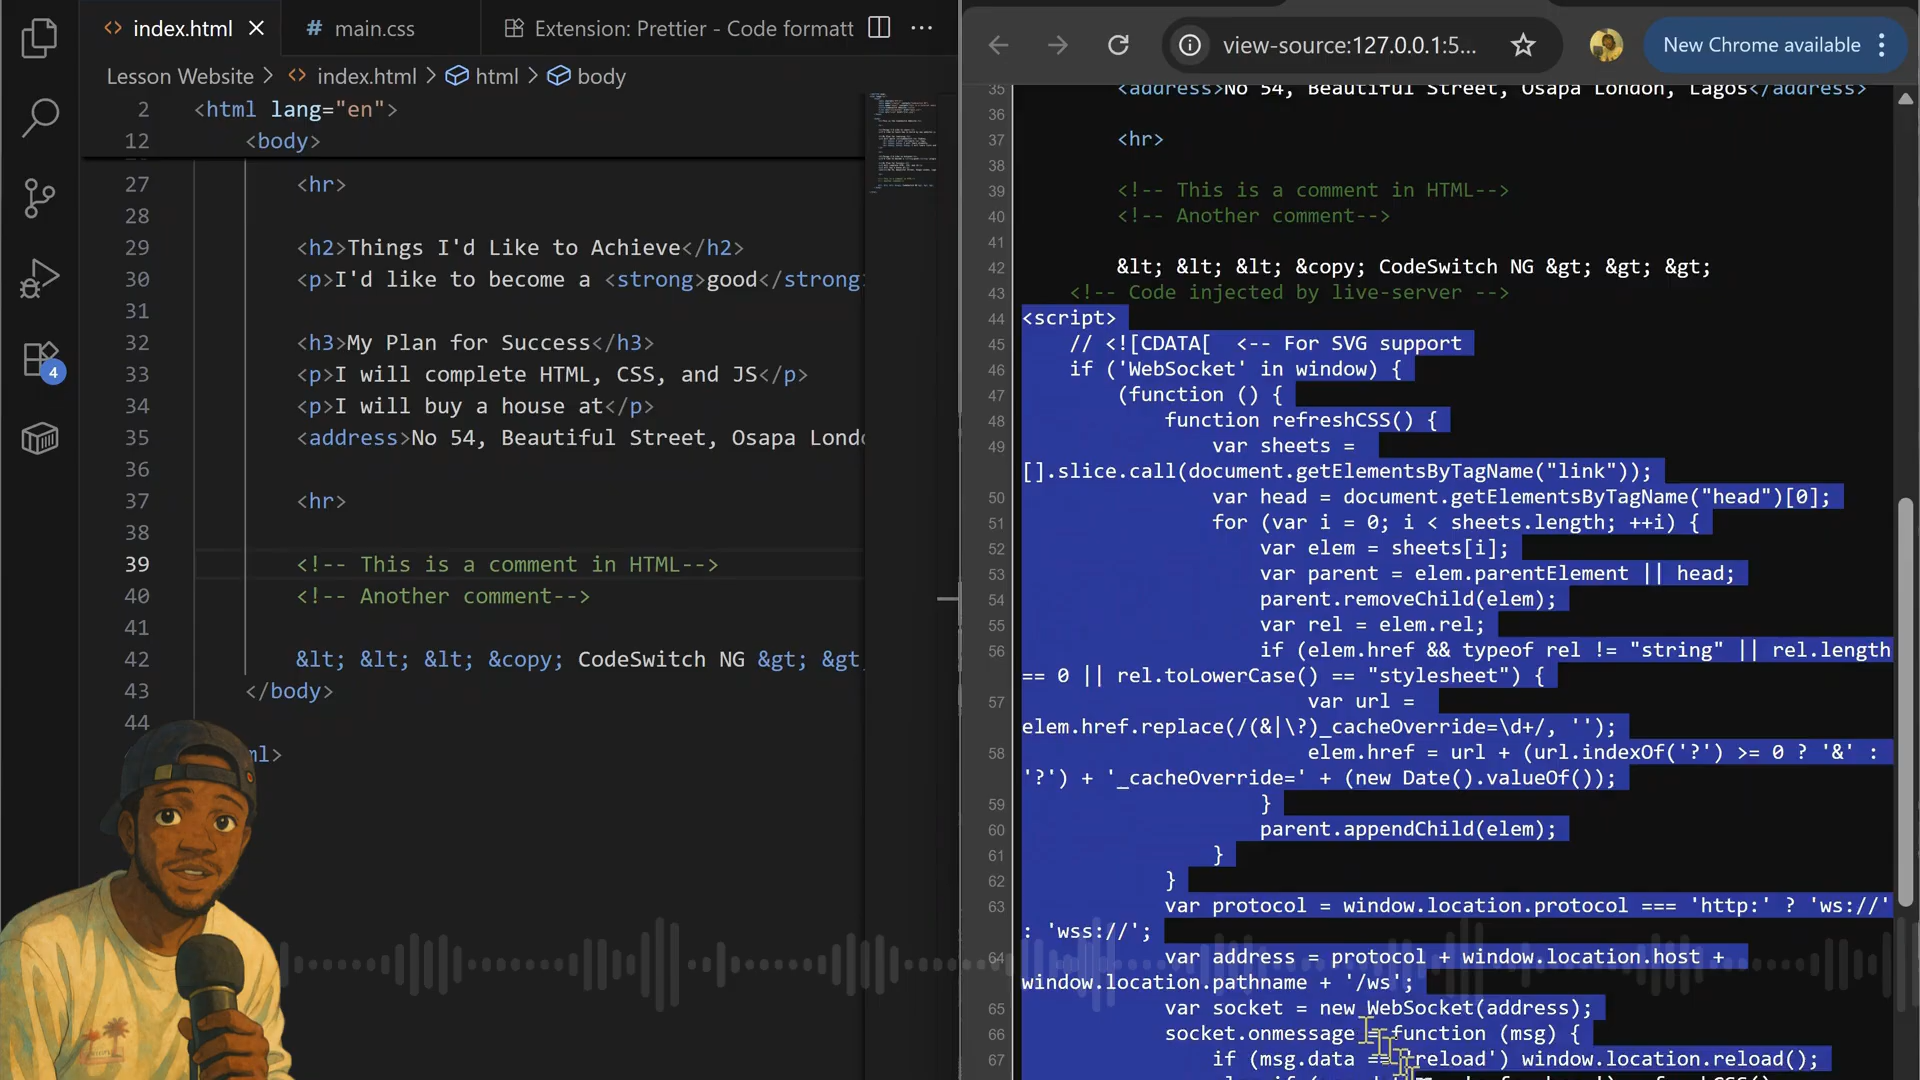 index.html
main.css
Extension: Prettier - Code formatt
Lesson Website > index.html > html > body
2 <html lang="en">
12 <body>
27 <hr>
28
29 <h2>Things I'd Like to Achieve</h2>
30 <p>I'd like to become a <strong>good</strong
31
32 <h3>My Plan for Success</h3>
33 <p>I will complete HTML, CSS, and JS</p>
34 <p>I will buy a house at</p>
35 <address>No 54, Beautiful Street, Osapa Londo
36
37 <hr>
38
39 <!-- This is a comment in HTML-->
40 <!-- Another comment-->
41
42 &lt; &lt; &lt; &copy; CodeSwitch NG &gt; &gt;
43 </body>
44
ml>
4
view-source:127.0.0.1:5...
New Chrome available
35 <address>No 54, Beautiful Street, Osapa London, Lagos</address>
36
37 <hr>
38
39 <!-- This is a comment in HTML-->
40 <!-- Another comment-->
41
42 &lt; &lt; &lt; &copy; CodeSwitch NG &gt; &gt; &gt;
43 <!-- Code injected by live-server -->
44 <script>
45 // <![CDATA[ <-- For SVG support
46 if ('WebSocket' in window) {
47 (function () {
48 function refreshCSS() {
49 var sheets =
[].slice.call(document.getElementsByTagName("link"));
50 var head = document.getElementsByTagName("head")[0];
51 for (var i = 0; i < sheets.length; ++i) {
52 var elem = sheets[i];
53 var parent = elem.parentElement || head;
54 parent.removeChild(elem);
55 var rel = elem.rel;
56 if (elem.href && typeof rel != "string" || rel.length
== 0 || rel.toLowerCase() == "stylesheet") {
57 var url =
elem.href.replace(/(&|\?)_cacheOverride=\d+/, '');
58 elem.href = url + (url.indexOf('?') >= 0 ? '&' :
'?') + '_cacheOverride=' + (new Date().valueOf());
59 }
60 parent.appendChild(elem);
61 }
62 }
63 var protocol = window.location.protocol === 'http:' ? 'ws://'
: 'wss://';
64 var address = protocol + window.location.host +
window.location.pathname + '/ws';
65 var socket = new WebSocket(address);
66 socket.onmessage = function (msg) {
67 if (msg.data == reload') window.location.reload();